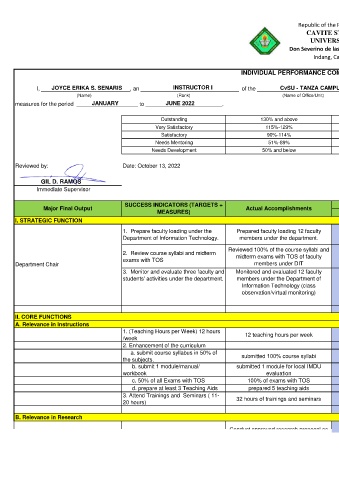 Republic of the
CAVITE S
UNIVERS
Don Severino de las
Indang, Ca
INDIVIDUAL PERFORMANCE COM
I, JOYCE ERIKA S. SENARIS, an INSTRUCTOR I of the CvSU - TANZA CAMPU
(Name) (Rank) (Name of Office/Unit)
measures for the period JANUARY to JUNE 2022.
Outstanding 130% and above
Very Satisfactory 115%-129%
Satisfactory 90%-114%
Needs Mentoring 51%-89%
Needs Development 50% and below
Reviewed by: Date: October 13, 2022
GIL D. RAMOS
Immediate Supervisor
Major Final Output SUCCESS INDICATORS (TARGETS + MEASURES) Actual Accomplishments
I. STRATEGIC FUNCTION
Department Chair
1. Prepare faculty loading under the Department of Information Technology.
Prepared faculty loading 12 faculty members under the department.
2. Review course syllabi and midterm exams with TOS
Reviewed 100% of the course syllabi and midterm exams with TOS of faculty members under DIT
3. Monitor and evaluate three faculty and students' activities under the department.
Monitored and evaluated 12 faculty members under the Department of Information Technology (class observation/virtual monitoring)
II. CORE FUNCTIONS
A. Relevance in Instructions
1. (Teaching Hours per Week) 12 hours /week
12 teaching hours per week
2. Enhancement of the curriculum
a. submit course syllabus in 50% of the subjects.
submitted 100% course syllabi
b. submit 1 module/manual/ workbook
submitted 1 module for local IMDU evaluation
c. 50% of all Exams with TOS
100% of exams with TOS
d. prepare at least 3 Teaching Aids
prepared 5 teaching aids
3. Attend Trainings and Seminars ( 11-20 hours)
32 hours of trainings and seminars
B. Relevance in Research